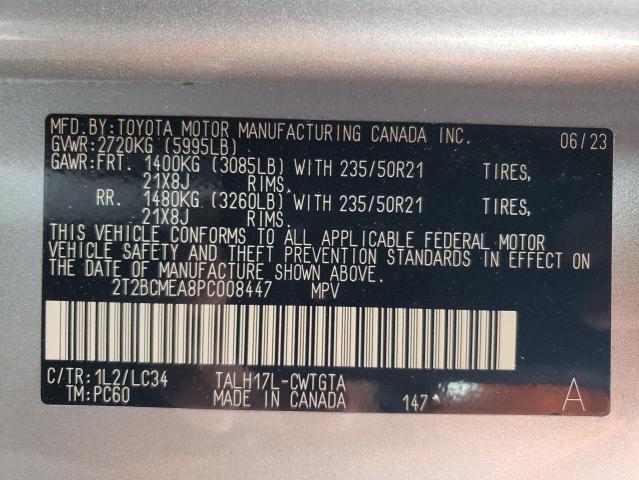 MFD.BY:TOYOTA MOTOR MANUFACTURING CANADA INC. 06/23
GVWR:2720KG (5995LB)
GAWR:FRT. 1400KG (3085LB) WITH 235/50R21 TIRES,
21X8J RIMS.
RR. 1480KG (3260LB) WITH 235/50R21 TIRES,
21X8J RIMS.
THIS VEHICLE CONFORMS TO ALL APPLICABLE FEDERAL MOTOR
VEHICLE SAFETY AND THEFT PREVENTION STANDARDS IN EFFECT ON
THE DATE OF MANUFACTURE SHOWN ABOVE.
2T2BCMEA8PC008447 MPV
C/TR:1L2/LC34 TALH17L-CWTGTA
TM:PC60 MADE IN CANADA 147 A